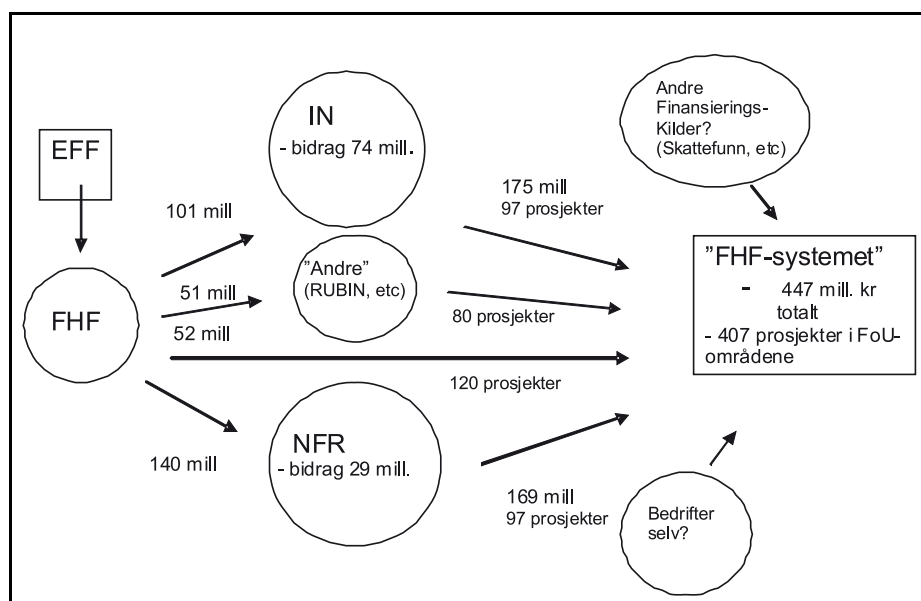 EFF
FHF
101 mill
51 mill
52 mill
140 mill
IN
- bidrag 74 mill.
"Andre"
(RUBIN, etc)
NFR
- bidrag 29 mill.
175 mill
97 prosjekter
80 prosjekter
120 prosjekter
169 mill
97 prosjekter
Andre
Finansierings-
Kilder?
(Skattefunn, etc)
"FHF-systemet"
- 447 mill. kr
totalt
- 407 prosjekter i FoU-
områdene
Bedrifter
selv?